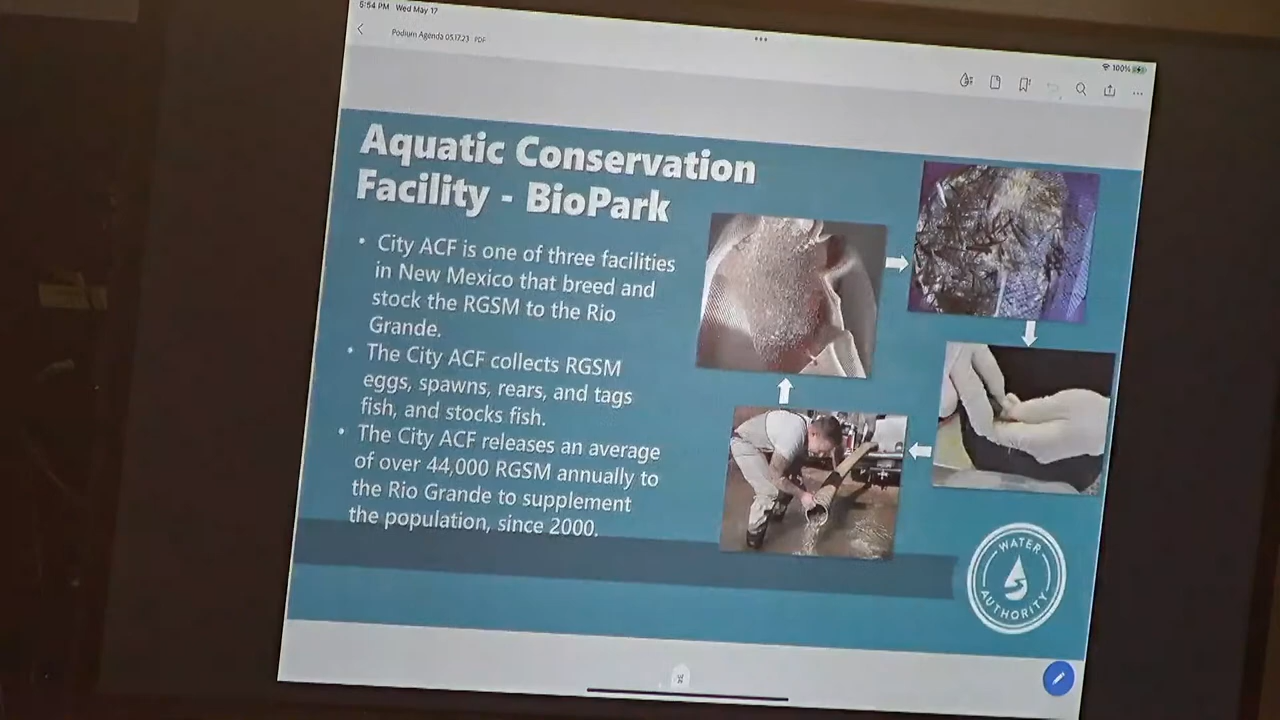 5:54 PM Wed May 17
Podium Agenda 05.17.23 PDF
100%
Aquatic Conservation
Facility - BioPark
• City ACF is one of three facilities
in New Mexico that breed and
stock the RGSM to the Rio
Grande.
• The City ACF collects RGSM
eggs, spawns, rears, and tags
fish, and stocks fish.
• The City ACF releases an average
of over 44,000 RGSM annually to
the Rio Grande to supplement
the population, since 2000.
WATER
AUTHORITY